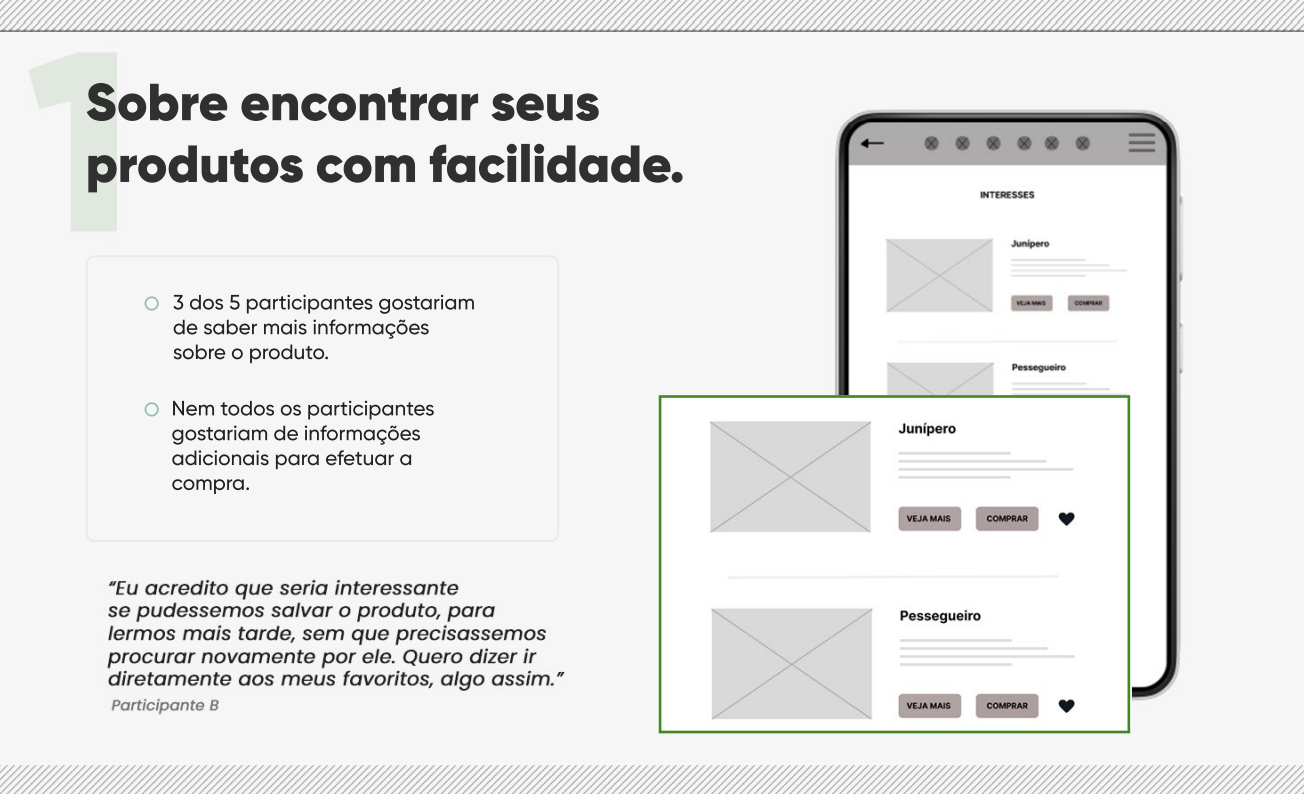 1
Sobre encontrar seus
produtos com facilidade.
3 dos 5 participantes gostariam
de saber mais informações
sobre o produto.
Nem todos os participantes
gostariam de informações
adicionais para efetuar a
compra.
“Eu acredito que seria interessante
se pudessemos salvar o produto, para
lermos mais tarde, sem que precisassemos
procurar novamente por ele. Quero dizer ir
diretamente aos meus favoritos, algo assim.”
Participante B
INTERESSES
Junípero
VEJA MAIS COMPRAR
Pessegueiro
Junípero
VEJA MAIS COMPRAR
Pessegueiro
VEJA MAIS COMPRAR